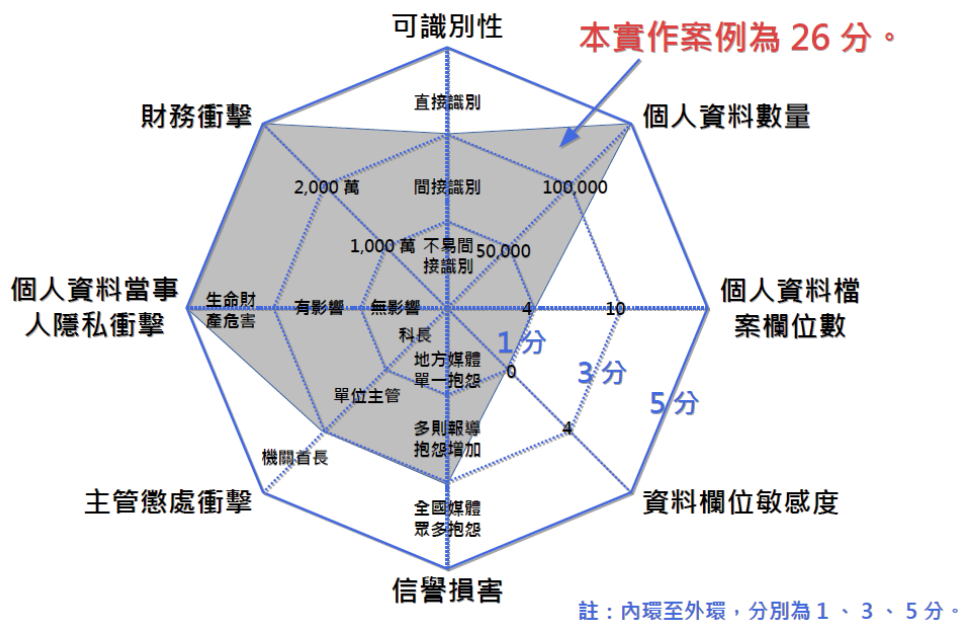 可識別性
本實作案例為 26 分。
直接識別
財務衝擊
個人資料數量
2,000 萬
間接識別
100,000
1,000 萬
不易間
接識別
50,000
個人資料當事
人隱私衝擊
生命財
產危害
有影響
無影響
4
10
個人資料檔
案欄位數
科長
1 分
地方媒體
單一抱怨
0
3 分
單位主管
5 分
多則報導
抱怨增加
4
機關首長
主管懲處衝擊
全國媒體
眾多抱怨
資料欄位敏感度
信譽損害
註：內環至外環，分別為 1 、 3 、 5 分。